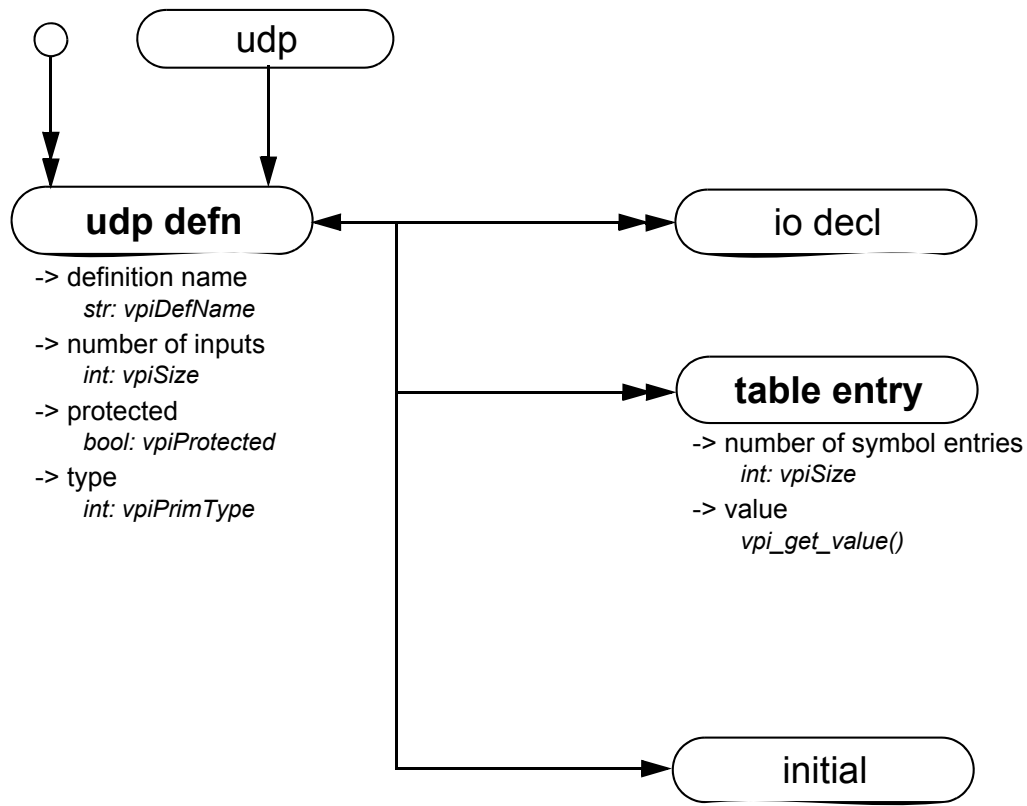 udp
udp defn
-> definition name
str: vpiDefName
-> number of inputs
int: vpiSize
-> protected
bool: vpiProtected
-> type
int: vpiPrimType
io decl
table entry
-> number of symbol entries
int: vpiSize
-> value
vpi_get_value()
initial